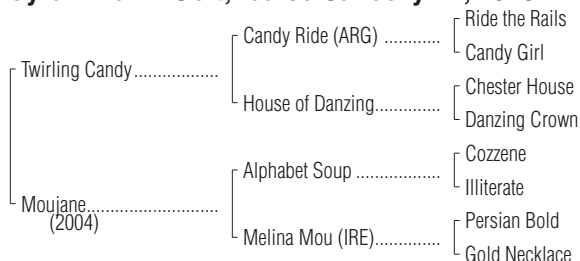 Ride the Rails
Candy Ride (ARG) ............
Candy Girl
Twirling Candy..................
Chester House
House of Danzing..............
Danzing Crown
Cozzene
Alphabet Soup ..................
Illiterate
Moujane............................
(2004)
Persian Bold
Melina Mou (IRE)..............
Gold Necklace